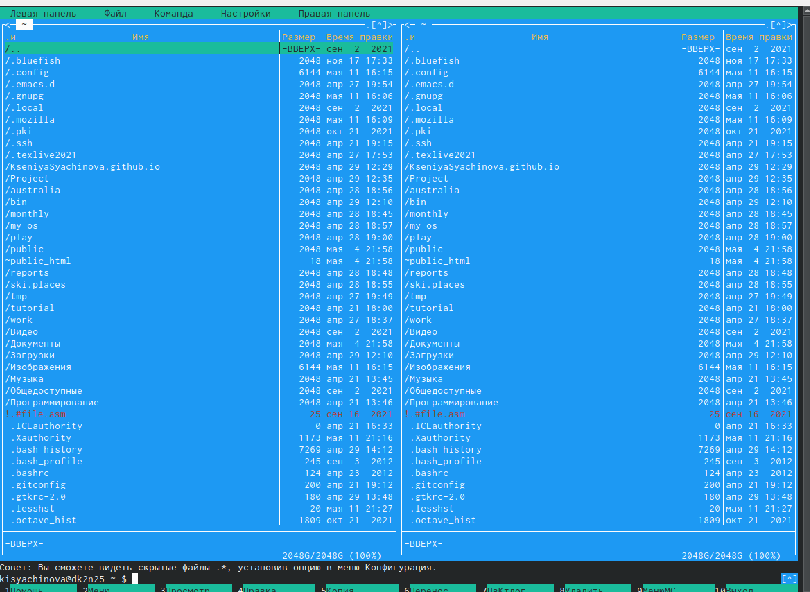 Левая панель Файл Команда Настройки Правая панель
<- ~ .[^]> <- ~ .[^]>
.и Имя Размер Время правки .и Имя Размер Время правки
/.. -ВВЕРХ- сен 2 2021 /.. -ВВЕРХ- сен 2 2021
/.bluefish 2048 ноя 17 17:33 /.bluefish 2048 ноя 17 17:33
/.config 6144 мая 11 16:15 /.config 6144 мая 11 16:15
/.emacs.d 2048 апр 27 19:54 /.emacs.d 2048 апр 27 19:54
/.gnupg 2048 мая 11 16:06 /.gnupg 2048 мая 11 16:06
/.local 2048 сен 2 2021 /.local 2048 сен 2 2021
/.mozilla 2048 мая 11 16:09 /.mozilla 2048 мая 11 16:09
/.pki 2048 окт 21 2021 /.pki 2048 окт 21 2021
/.ssh 2048 апр 21 19:15 /.ssh 2048 апр 21 19:15
/.texlive2021 2048 апр 27 17:53 /.texlive2021 2048 апр 27 17:53
/KseniyaSyachinova.github.io 2048 апр 29 12:29 /KseniyaSyachinova.github.io 2048 апр 29 12:29
/Project 2048 апр 29 12:35 /Project 2048 апр 29 12:35
/australia 2048 апр 28 18:56 /australia 2048 апр 28 18:56
/bin 2048 апр 29 12:10 /bin 2048 апр 29 12:10
/monthly 2048 апр 28 18:45 /monthly 2048 апр 28 18:45
/my_os 2048 апр 28 18:57 /my_os 2048 апр 28 18:57
/play 2048 апр 28 19:00 /play 2048 апр 28 19:00
/public 2048 мая 4 21:58 /public 2048 мая 4 21:58
~public_html 18 мая 4 21:58 ~public_html 18 мая 4 21:58
/reports 2048 апр 28 18:48 /reports 2048 апр 28 18:48
/ski.places 2048 апр 28 18:55 /ski.places 2048 апр 28 18:55
/tmp 2048 апр 27 19:49 /tmp 2048 апр 27 19:49
/tutorial 2048 апр 21 18:00 /tutorial 2048 апр 21 18:00
/work 2048 апр 27 18:37 /work 2048 апр 27 18:37
/Видео 2048 сен 2 2021 /Видео 2048 сен 2 2021
/Документы 2048 мая 4 21:58 /Документы 2048 мая 4 21:58
/Загрузки 2048 апр 29 12:10 /Загрузки 2048 апр 29 12:10
/Изображения 6144 мая 11 16:15 /Изображения 6144 мая 11 16:15
/Музыка 2048 апр 21 13:45 /Музыка 2048 апр 21 13:45
/Общедоступные 2048 сен 2 2021 /Общедоступные 2048 сен 2 2021
/Программирование 2048 апр 21 13:46 /Программирование 2048 апр 21 13:46
!.#file.asm 25 сен 2021 25 сен 16 2021
.ICEauthority 0 апр 21 16:33 .ICEauthority 0 апр 21 16:33
.Xauthority 1173 мая 11 21:16 .Xauthority 1173 мая 11 21:16
.bash_history 7269 апр 29 14:12 .bash_history 7269 апр 29 14:12
.bash_profile 245 сен 3 2012 .bash_profile 245 сен 3 2012
.bashrc 124 апр 23 2012 .bashrc 124 апр 23 2012
.gitconfig 200 апр 21 19:12 .gitconfig 200 апр 21 19:12
.gtkrc-2.0 180 апр 29 13:48 .gtkrc-2.0 180 апр 29 13:48
.lesshst 20 мая 11 21:27 .lesshst 20 мая 11 21:27
.octave_hist 1809 окт 21 2021 .octave_hist 1809 окт 21 2021
-ВВЕРХ- -ВВЕРХ-
2048G/2048G (100%) 2048G/2048G (100%)
Совет: Вы сможете видеть скрытые файлы .*, установив опцию в меню Конфигурация.
kisyachinova@dk2n25 ~ $ [^]
1Помощь 2Меню 3Просмотр 4Правка 5Копия 6Перенос 7НвКтлог 8Удалить 9МенюМС 10Выход